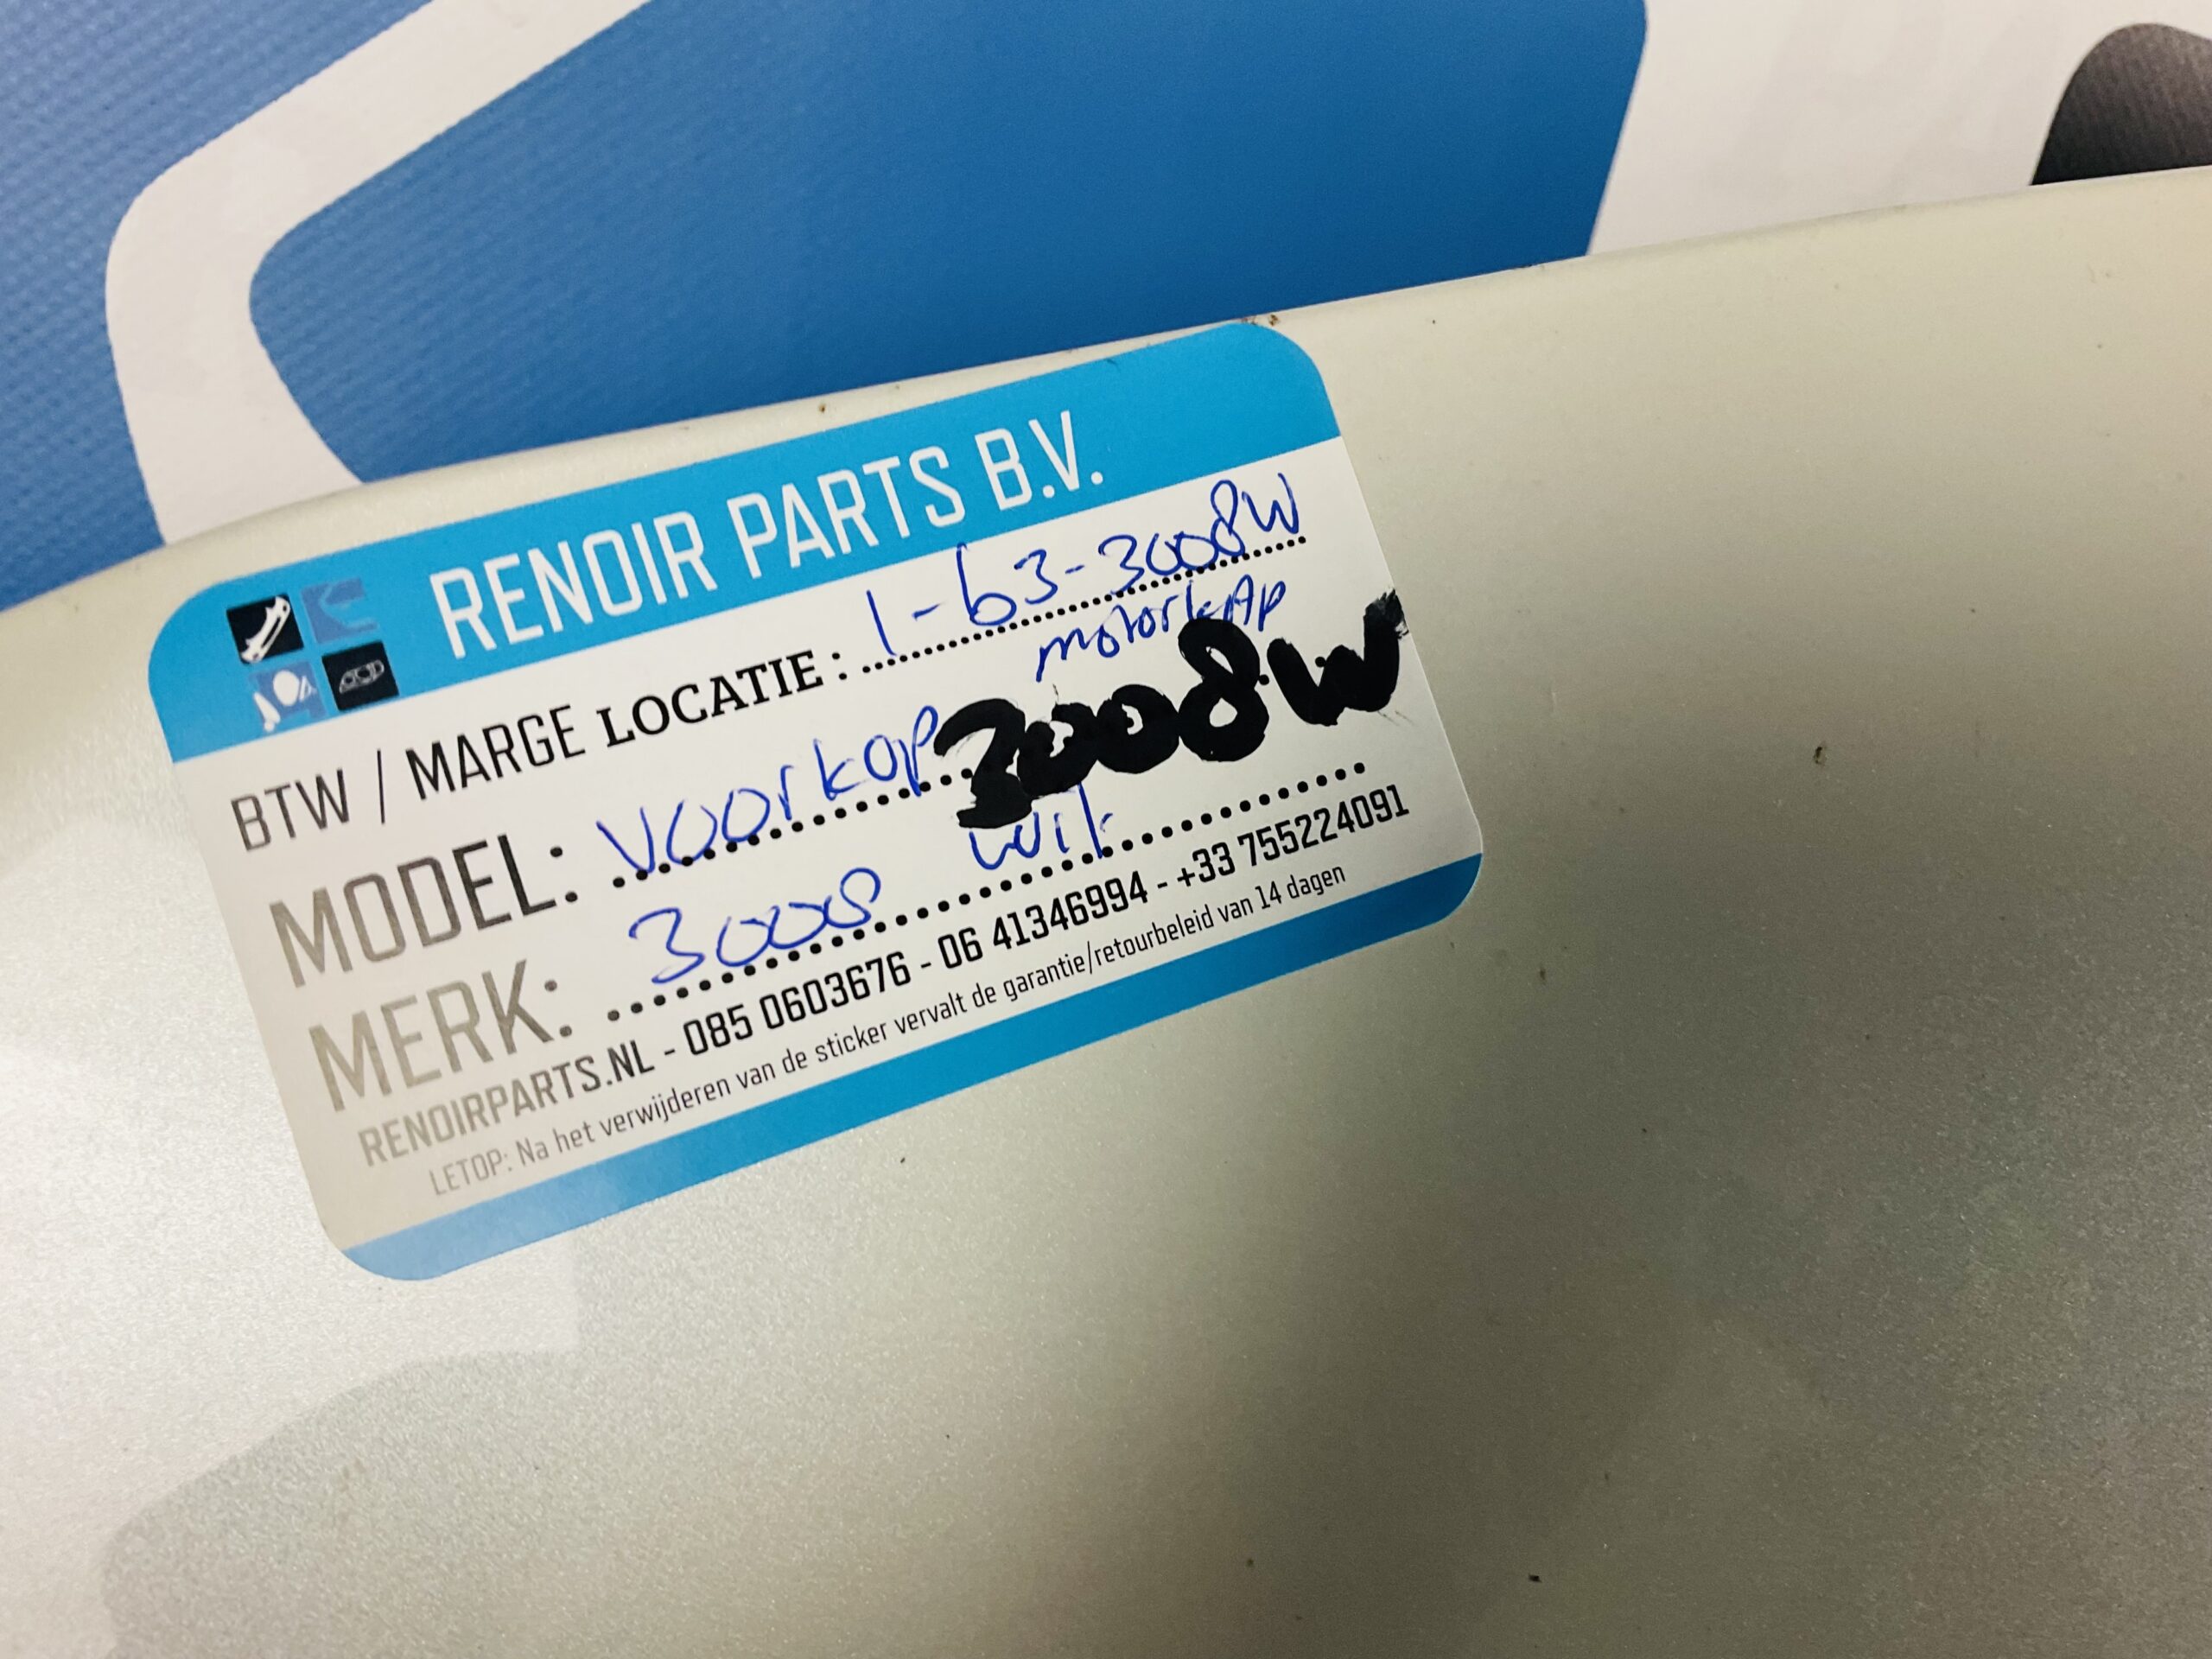 RENOIR PARTS B.V.
BTW / MARGE LOCATIE : 1-b3-3008W
motorkAp
MODEL: Voorkap 3008W
MERK: 3008 wit
RENOIRPARTS.NL - 085 0603676 - 06 41346994 - +33 755224091
LETOP: Na het verwijderen van de sticker vervalt de garantie/retourbeleid van 14 dagen